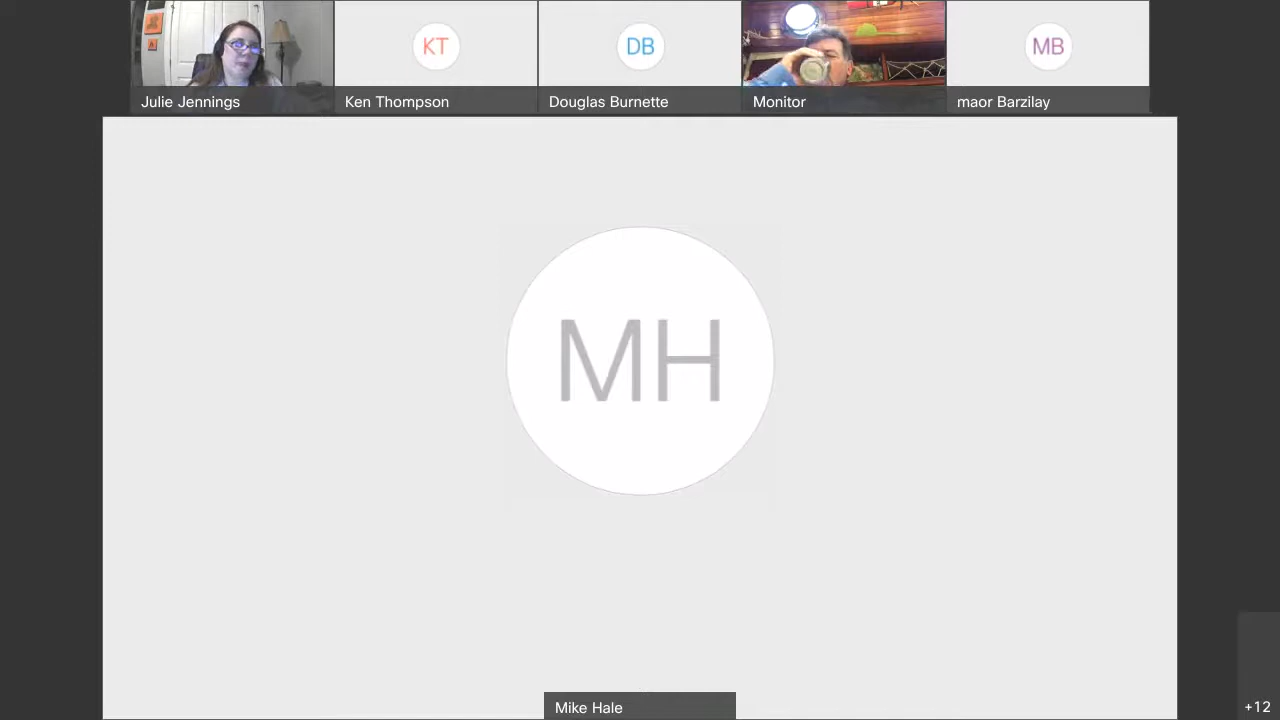 KT
DB
MB
Julie Jennings
Ken Thompson
Douglas Burnette
Monitor
maor Barzilay
MH
Mike Hale
+12